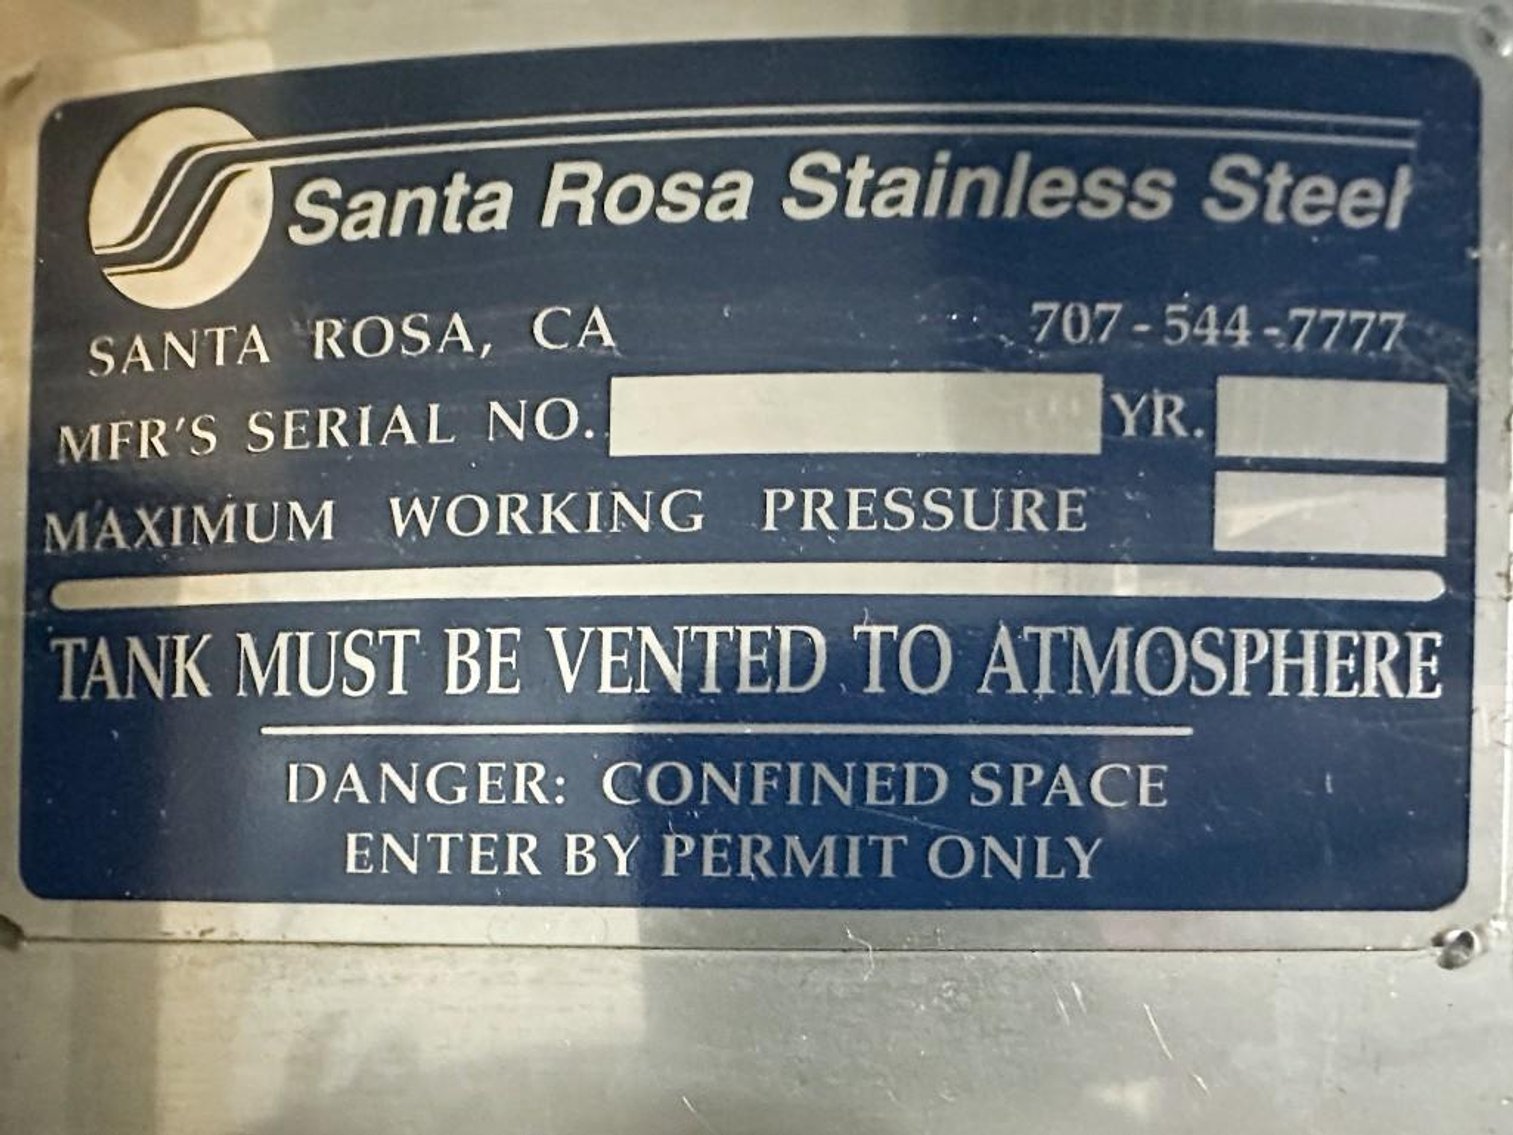 Santa Rosa Stainless Steel
SANTA ROSA, CA 707-544-7777
MFR'S SERIAL NO. YR.
MAXIMUM WORKING PRESSURE
TANK MUST BE VENTED TO ATMOSPHERE
DANGER: CONFINED SPACE
ENTER BY PERMIT ONLY